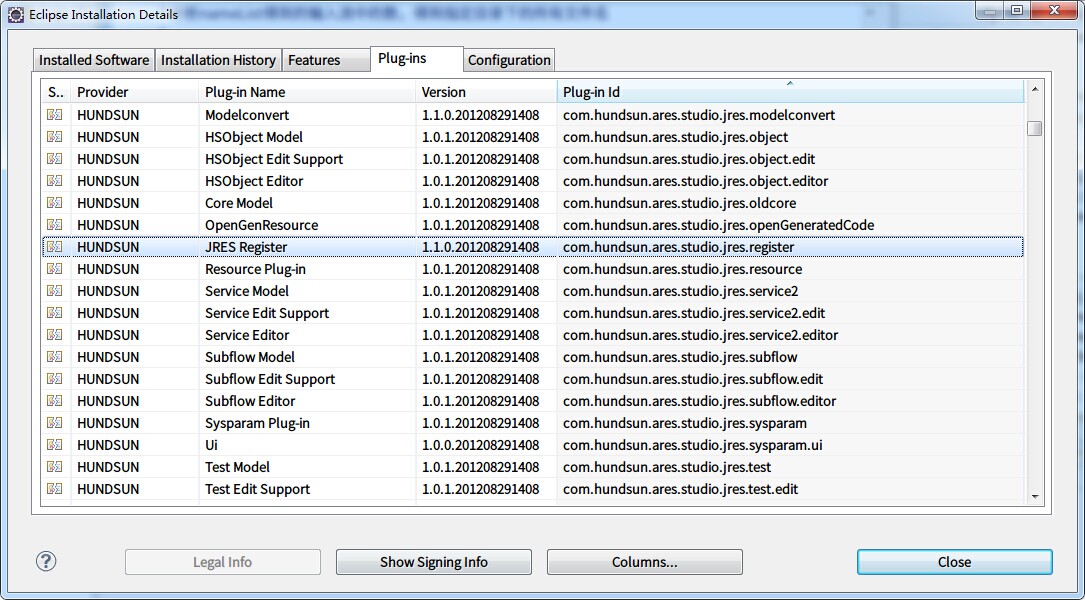 Eclipse Installation Details
Installed Software Installation History Features Plug-ins Configuration
S.. Provider Plug-in Name Version Plug-in Id
HUNDSUN Modelconvert 1.1.0.201208291408 com.hundsun.ares.studio.jres.modelconvert
HUNDSUN HSObject Model 1.0.1.201208291408 com.hundsun.ares.studio.jres.object
HUNDSUN HSObject Edit Support 1.0.1.201208291408 com.hundsun.ares.studio.jres.object.edit
HUNDSUN HSObject Editor 1.0.1.201208291408 com.hundsun.ares.studio.jres.object.editor
HUNDSUN Core Model 1.0.1.201208291408 com.hundsun.ares.studio.jres.oldcore
HUNDSUN OpenGenResource 1.0.1.201208291408 com.hundsun.ares.studio.jres.openGeneratedCode
HUNDSUN JRES Register 1.1.0.201208291408 com.hundsun.ares.studio.jres.register
HUNDSUN Resource Plug-in 1.0.1.201208291408 com.hundsun.ares.studio.jres.resource
HUNDSUN Service Model 1.0.1.201208291408 com.hundsun.ares.studio.jres.service2
HUNDSUN Service Edit Support 1.0.1.201208291408 com.hundsun.ares.studio.jres.service2.edit
HUNDSUN Service Editor 1.0.1.201208291408 com.hundsun.ares.studio.jres.service2.editor
HUNDSUN Subflow Model 1.0.1.201208291408 com.hundsun.ares.studio.jres.subflow
HUNDSUN Subflow Edit Support 1.0.1.201208291408 com.hundsun.ares.studio.jres.subflow.edit
HUNDSUN Subflow Editor 1.0.1.201208291408 com.hundsun.ares.studio.jres.subflow.editor
HUNDSUN Sysparam Plug-in 1.0.1.201208291408 com.hundsun.ares.studio.jres.sysparam
HUNDSUN Ui 1.0.0.201208291408 com.hundsun.ares.studio.jres.sysparam.ui
HUNDSUN Test Model 1.0.1.201208291408 com.hundsun.ares.studio.jres.test
HUNDSUN Test Edit Support 1.0.1.201208291408 com.hundsun.ares.studio.jres.test.edit
? Legal Info Show Signing Info Columns... Close